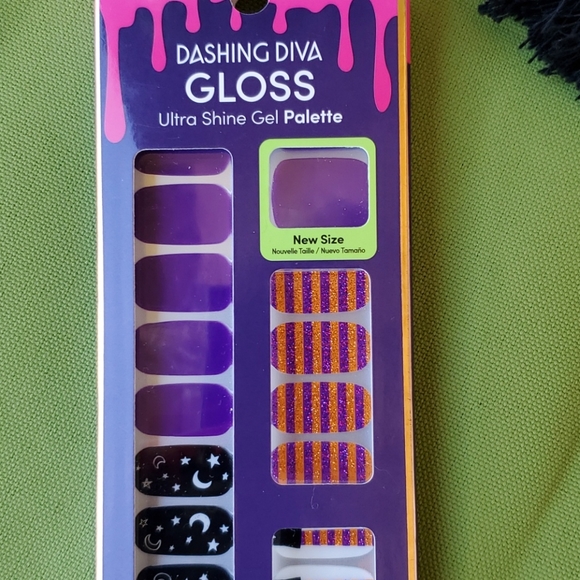 DASHING DIVA
GLOSS
Ultra Shine Gel Palette
New Size
Nouvelle Taille / Nuevo Tamaño